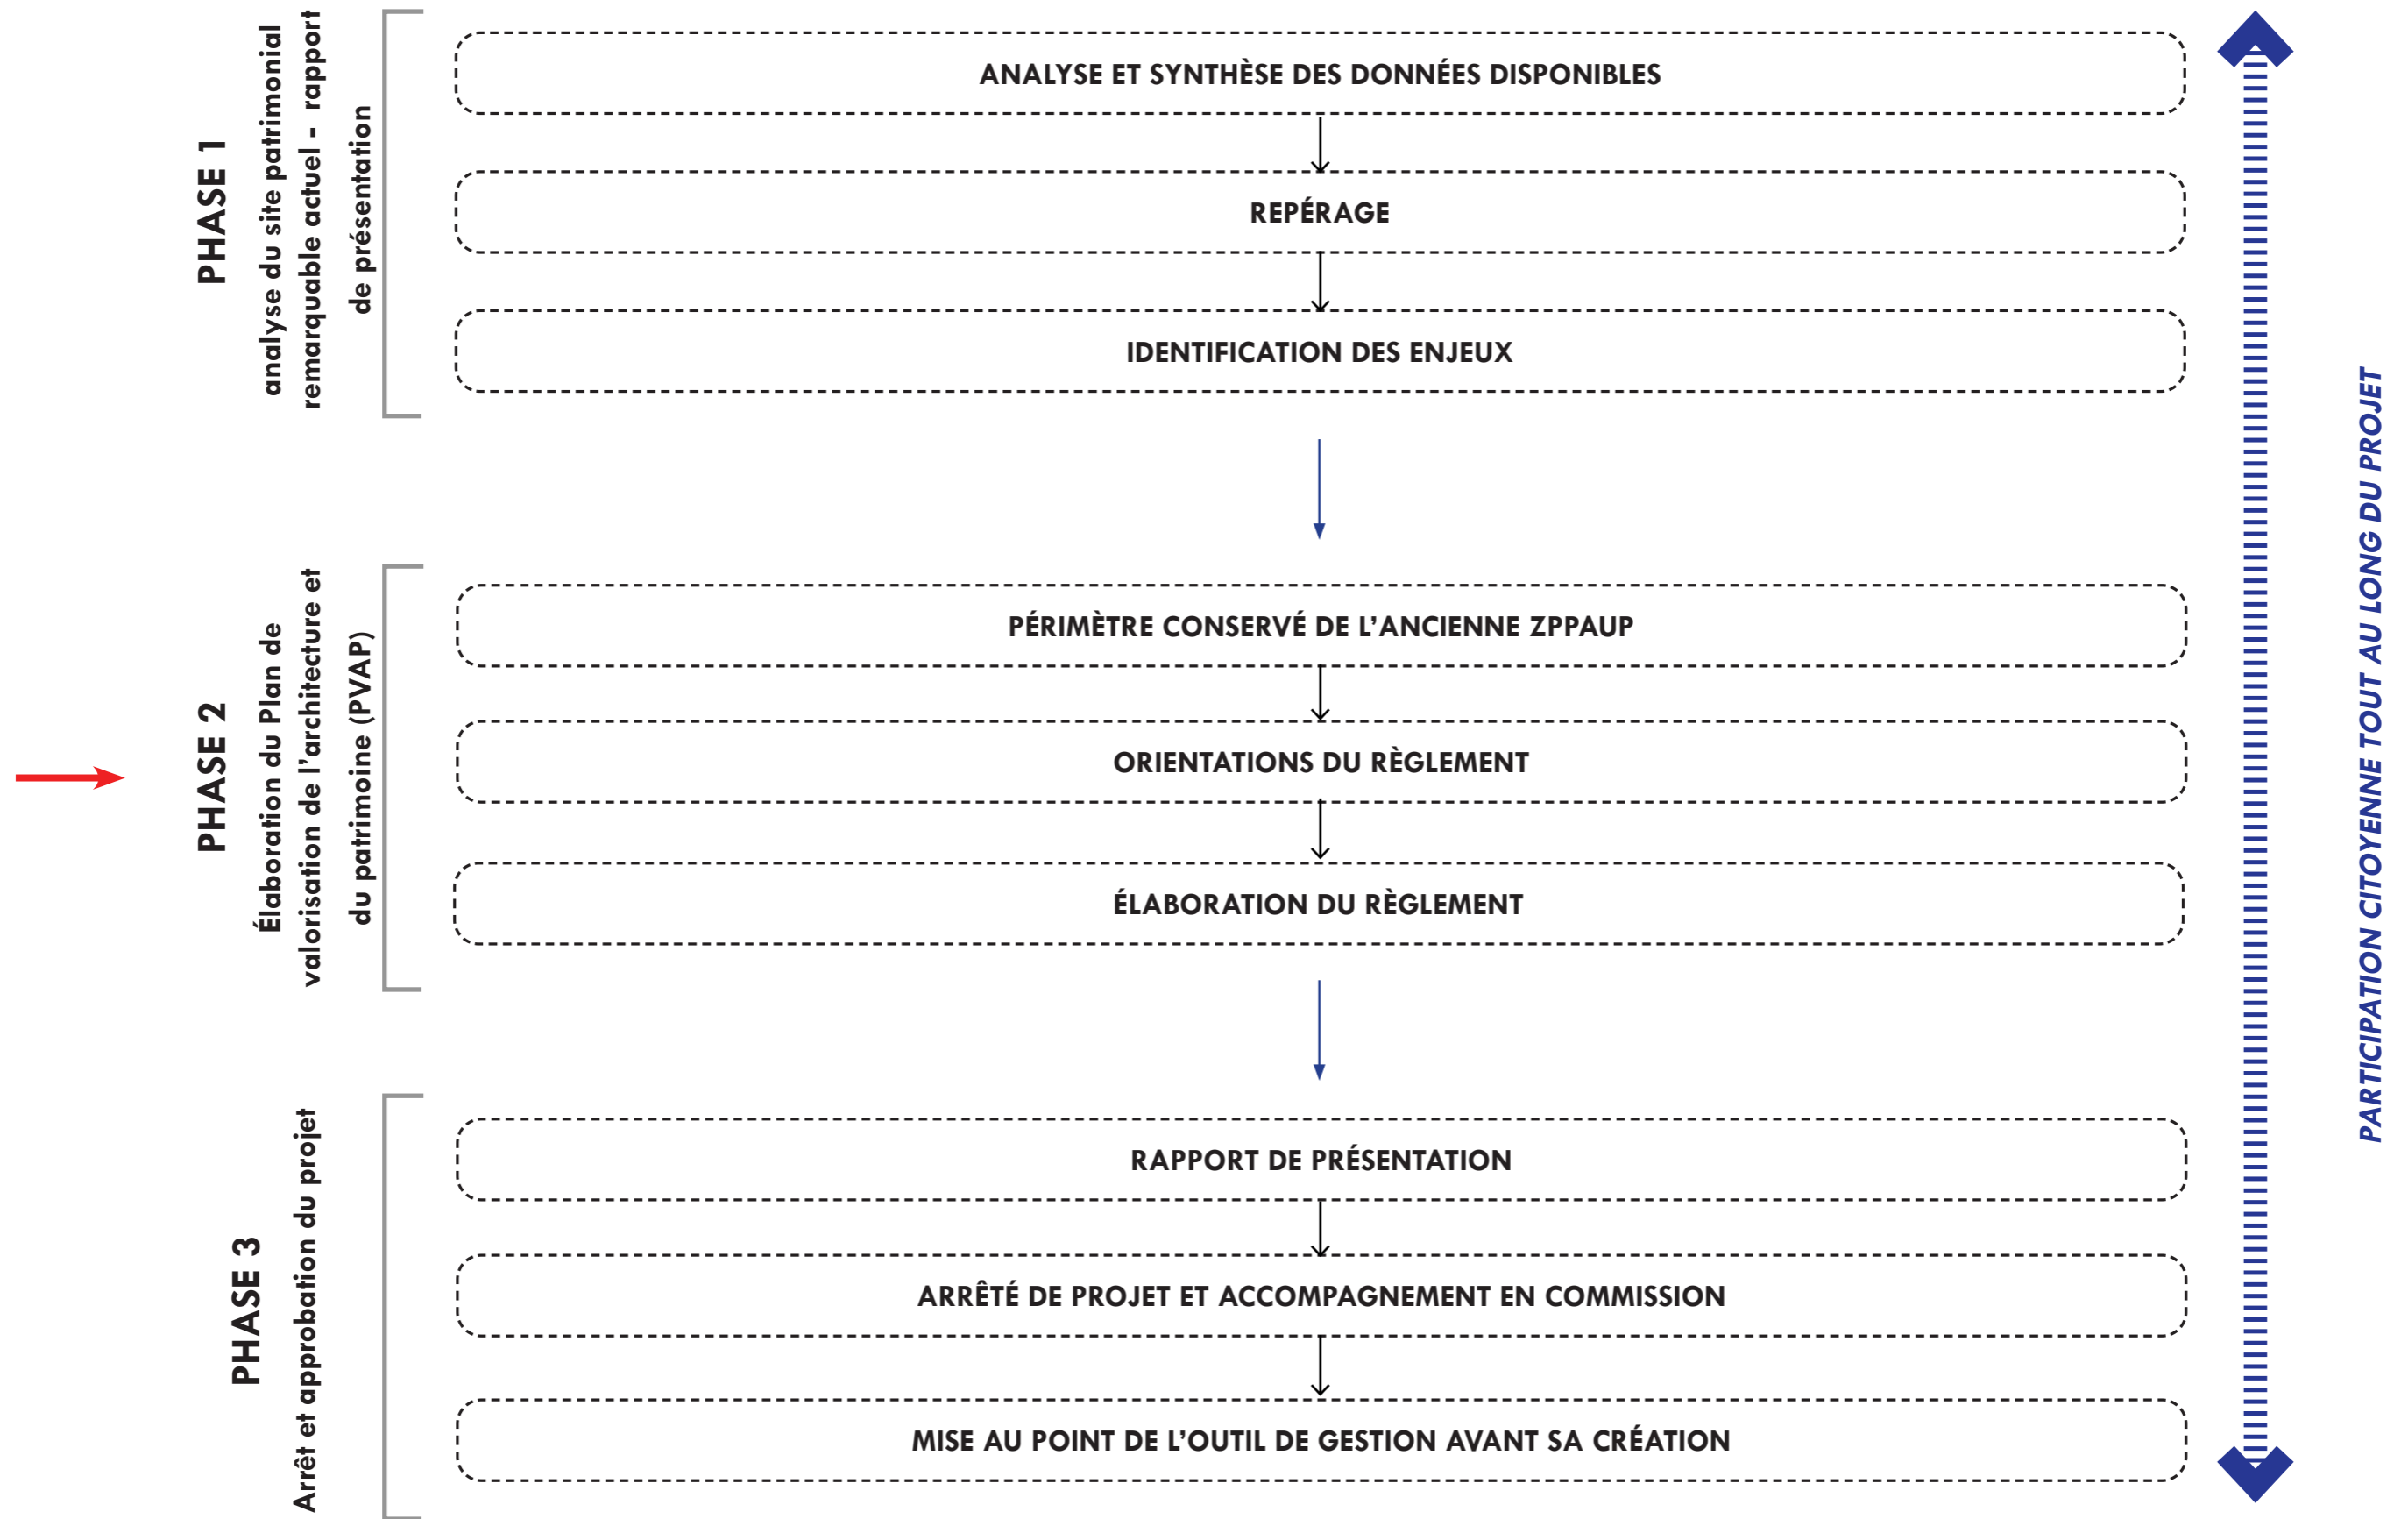 PHASE 1
analyse du site patrimonial
remarquable actuel - rapport
de présentation
ANALYSE ET SYNTHÈSE DES DONNÉES DISPONIBLES
REPÉRAGE
IDENTIFICATION DES ENJEUX
PHASE 2
Élaboration du Plan de
valorisation de l'architecture et
du patrimoine (PVAP)
PÉRIMÈTRE CONSERVÉ DE L'ANCIENNE ZPPAUP
ORIENTATIONS DU RÈGLEMENT
ÉLABORATION DU RÈGLEMENT
PHASE 3
Arrêt et approbation du projet
RAPPORT DE PRÉSENTATION
ARRÊTÉ DE PROJET ET ACCOMPAGNEMENT EN COMMISSION
MISE AU POINT DE L'OUTIL DE GESTION AVANT SA CRÉATION
PARTICIPATION CITOYENNE TOUT AU LONG DU PROJET